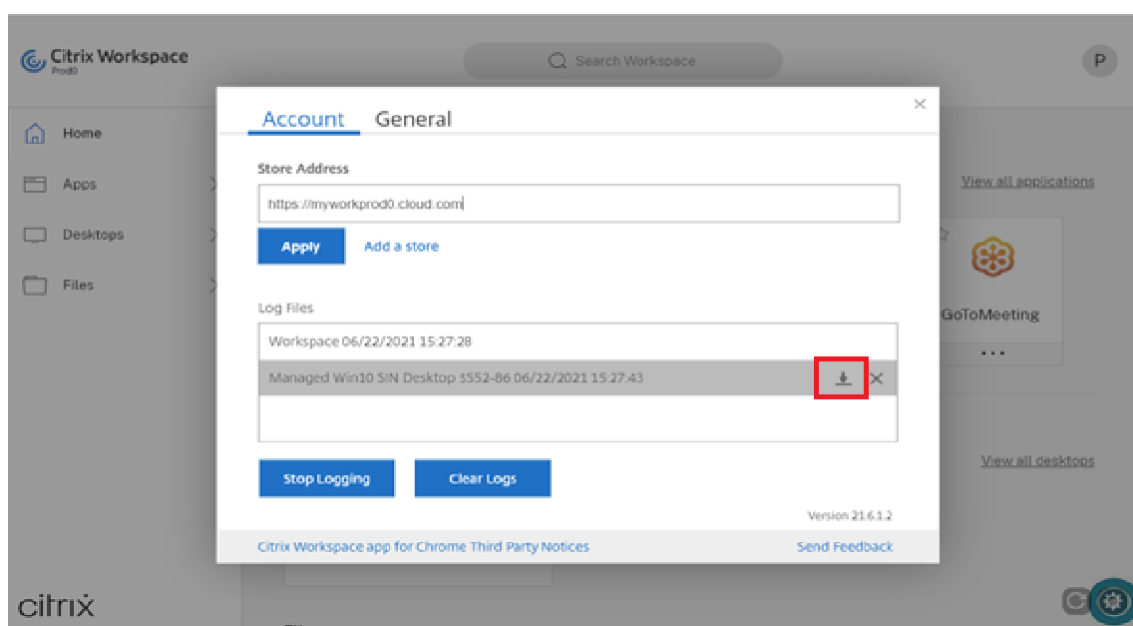 Citrix Workspace
Prod0
Search Workspace
P
Home
Apps
Desktops
Files
Account
General
Store Address
https://myworkprod0.cloud.com
Apply
Add a store
Log Files
Workspace 06/22/2021 15:27:28
Managed Win10 SIN Desktop 5552-86 06/22/2021 15:27:43
Stop Logging
Clear Logs
Version 21.6.1.2
Citrix Workspace app for Chrome Third Party Notices
Send Feedback
View all applications
GoToMeeting
View all desktops
citrix